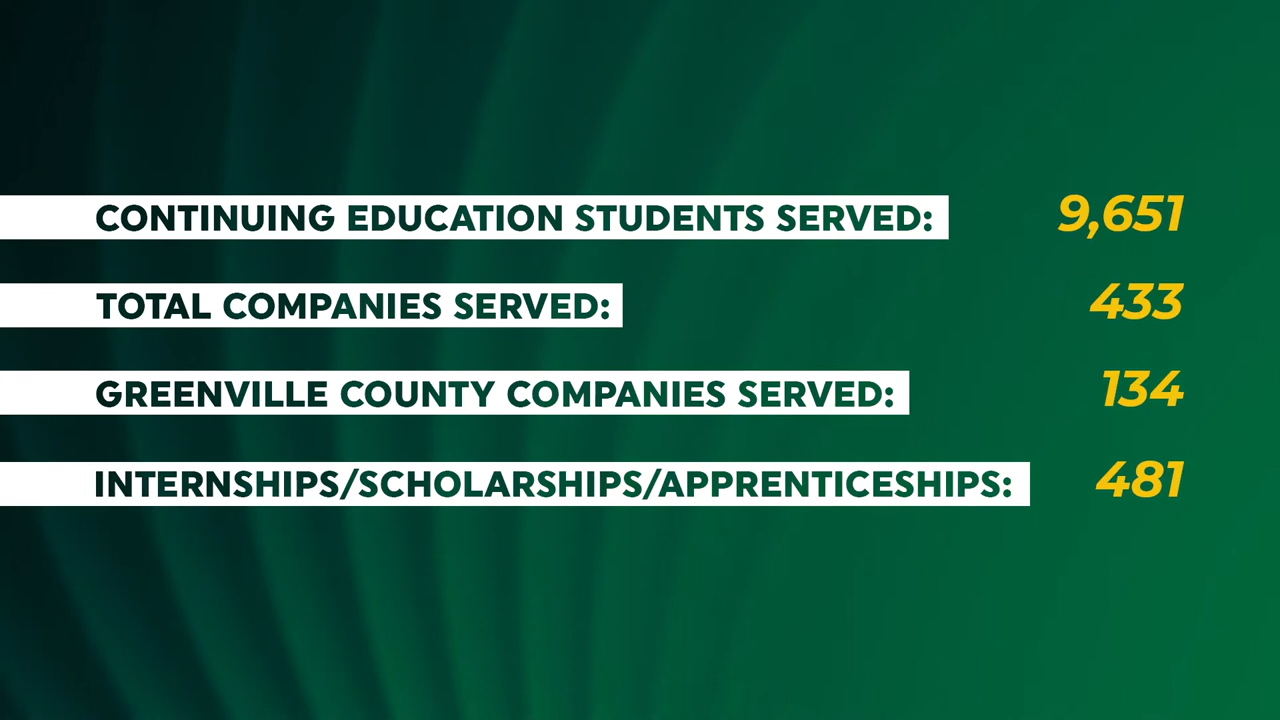 CONTINUING EDUCATION STUDENTS SERVED: 9,651
TOTAL COMPANIES SERVED: 433
GREENVILLE COUNTY COMPANIES SERVED: 134
INTERNSHIPS/SCHOLARSHIPS/APPRENTICESHIPS: 481